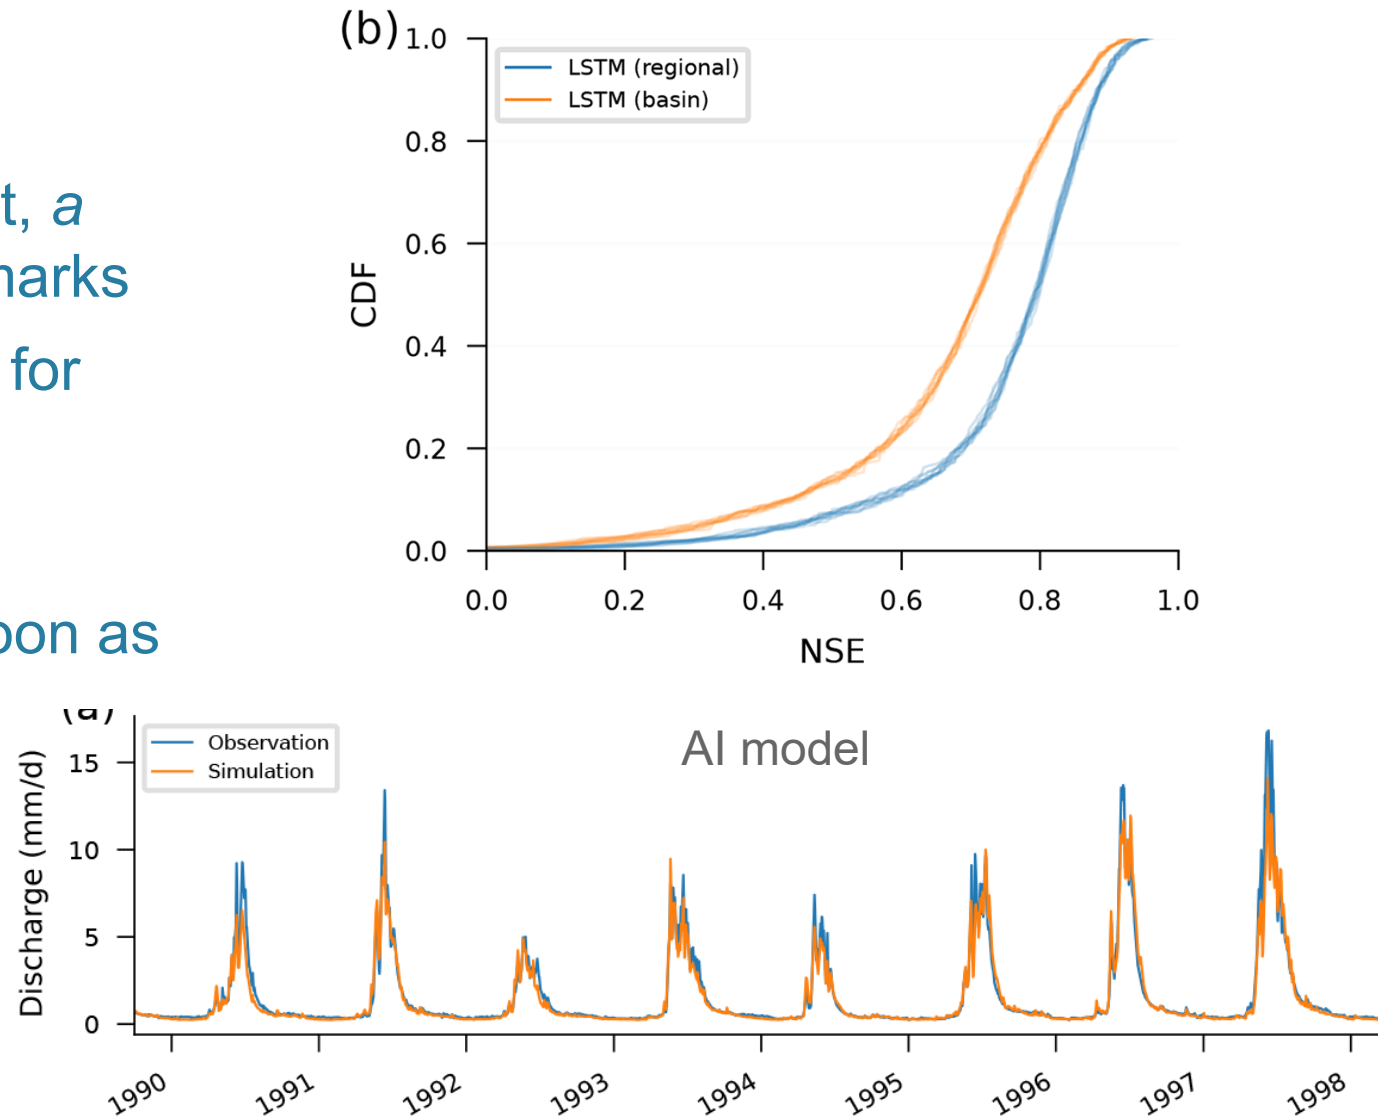 (b)
1.0
LSTM (regional)
LSTM (basin)
0.8
0.6
0.4
0.2
0.0
CDF
0.0 0.2 0.4 0.6 0.8 1.0
NSE
t, a
narks
for
oon as
(a)
Observation
Simulation
AI model
Discharge (mm/d)
15
10
5
0
1990 1991 1992 1993 1994 1995 1996 1997 1998